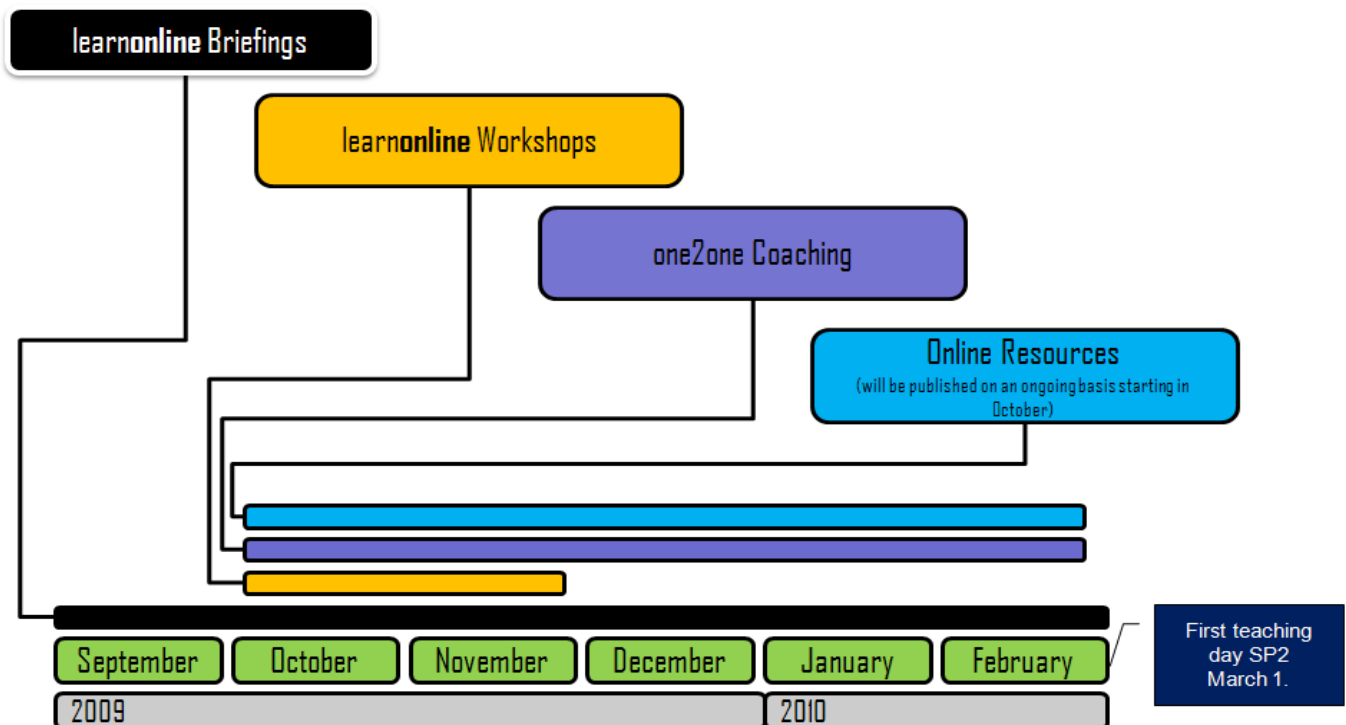 learnonline Briefings
learnonline Workshops
one2one Coaching
Online Resources
(will be published on an ongoing basis starting in
October)
September October November December January February
First teaching
day SP2
March 1.
2009 2010